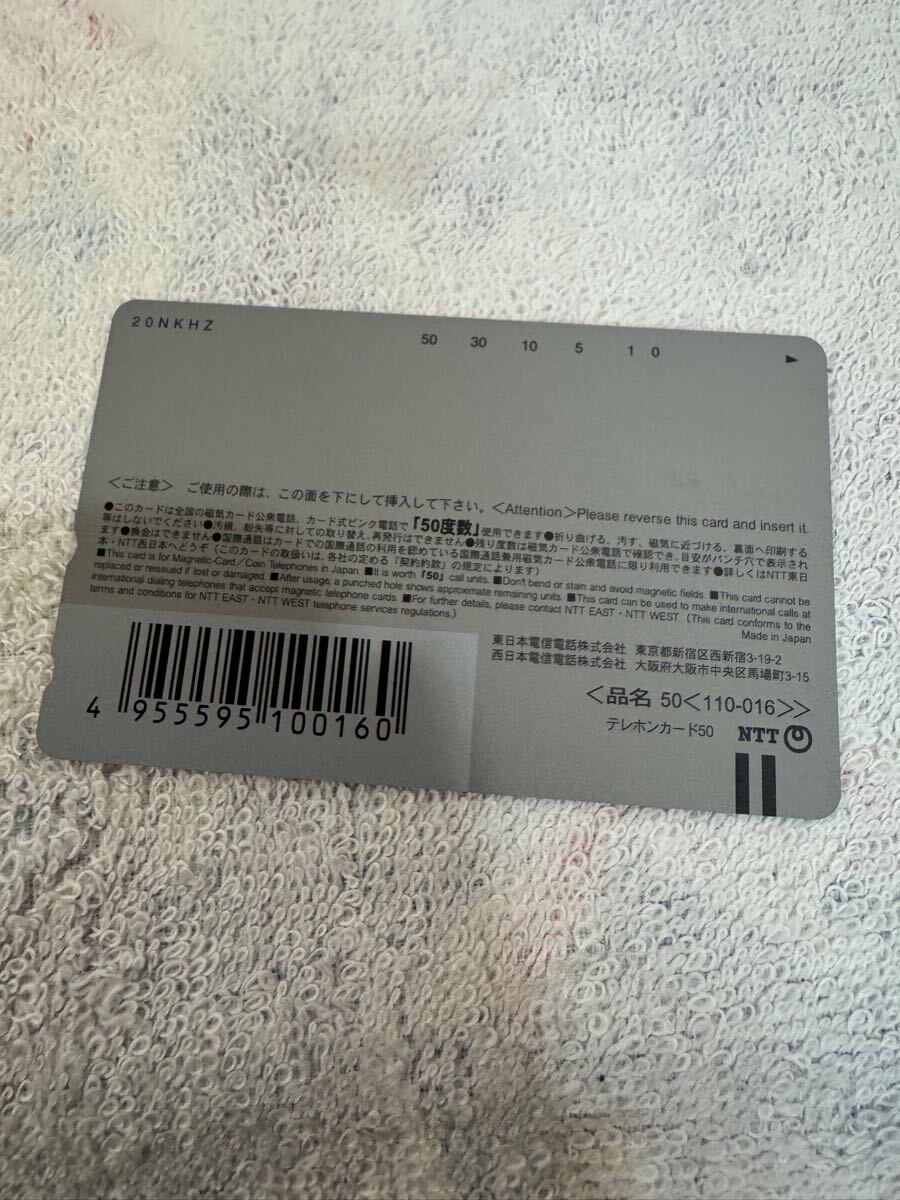 20NKHZ
50 30 10 5 1 0 ▶
＜ご注意＞ ご使用の際は、この面を下にして挿入して下さい。＜Attention＞Please reverse this card and insert it.
●このカードは全国の磁気カード公衆電話、カード式ピンク電話で「50度数」使用できます●折り曲げる、汚す、磁気に近づける、裏面へ印刷する
等はしないでください●汚損、紛失等に対しての取り替え、再発行はできません●残り度数は磁気カード公衆電話で確認でき、目安がパンチ穴で表示され
ます●換金はできません●国際通話はカードでの国際通話の利用を認めている国際通話兼用磁気カード公衆電話に限り利用できます●詳しくはNTT東日
本・NTT西日本へどうぞ（このカードの取扱いは、各社の定める「契約約款」の規定によります）
■This card is for Magnetic-Card／Coin Telephones in Japan. ■It is worth「50」call units. ■Don't bend or stain and avoid magnetic fields. ■This card cannot be
replaced or reissued if lost or damaged. ■After usage, a punched hole shows approximate remaining units. ■This card can be used to make international calls at
international dialing telephones that accept magnetic telephone cards. ■For further details, please contact NTT EAST・NTT WEST. (This card conforms to the
terms and conditions for NTT EAST・NTT WEST telephone services regulations.)
Made in Japan
東日本電信電話株式会社 東京都新宿区西新宿3-19-2
西日本電信電話株式会社 大阪府大阪市中央区馬場町3-15
＜品名 50＜110-016＞＞
テレホンカード50 NTT
4 955595 100160